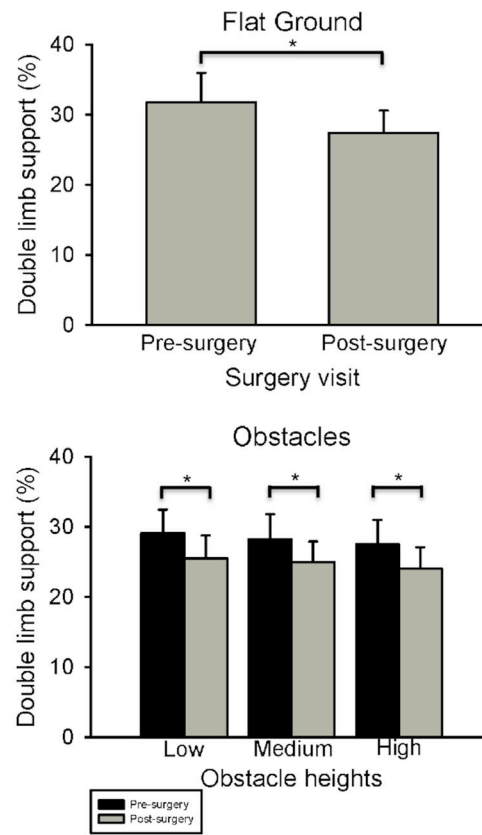 Flat Ground
*
40
30
20
10
0
Double limb support (%)
Pre-surgery Post-surgery
Surgery visit
Obstacles
* * *
40
30
20
10
0
Double limb support (%)
Low Medium High
Obstacle heights
Pre-surgery
Post-surgery